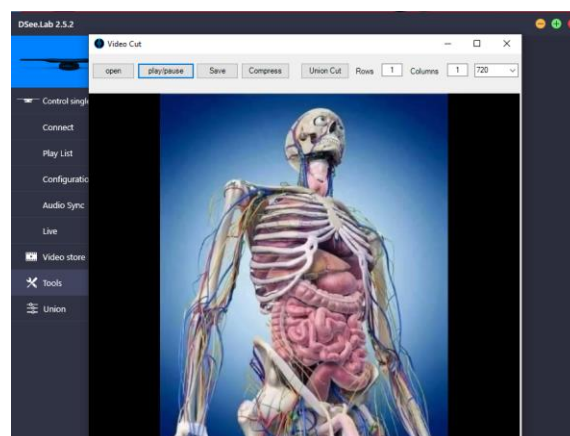 DSee.Lab 2.5.2
Video Cut
open play/pause Save Compress Union Cut Rows 1 Columns 1 720
Control singl
Connect
Play List
Configuratio
Audio Sync
Live
Video store
Tools
Union